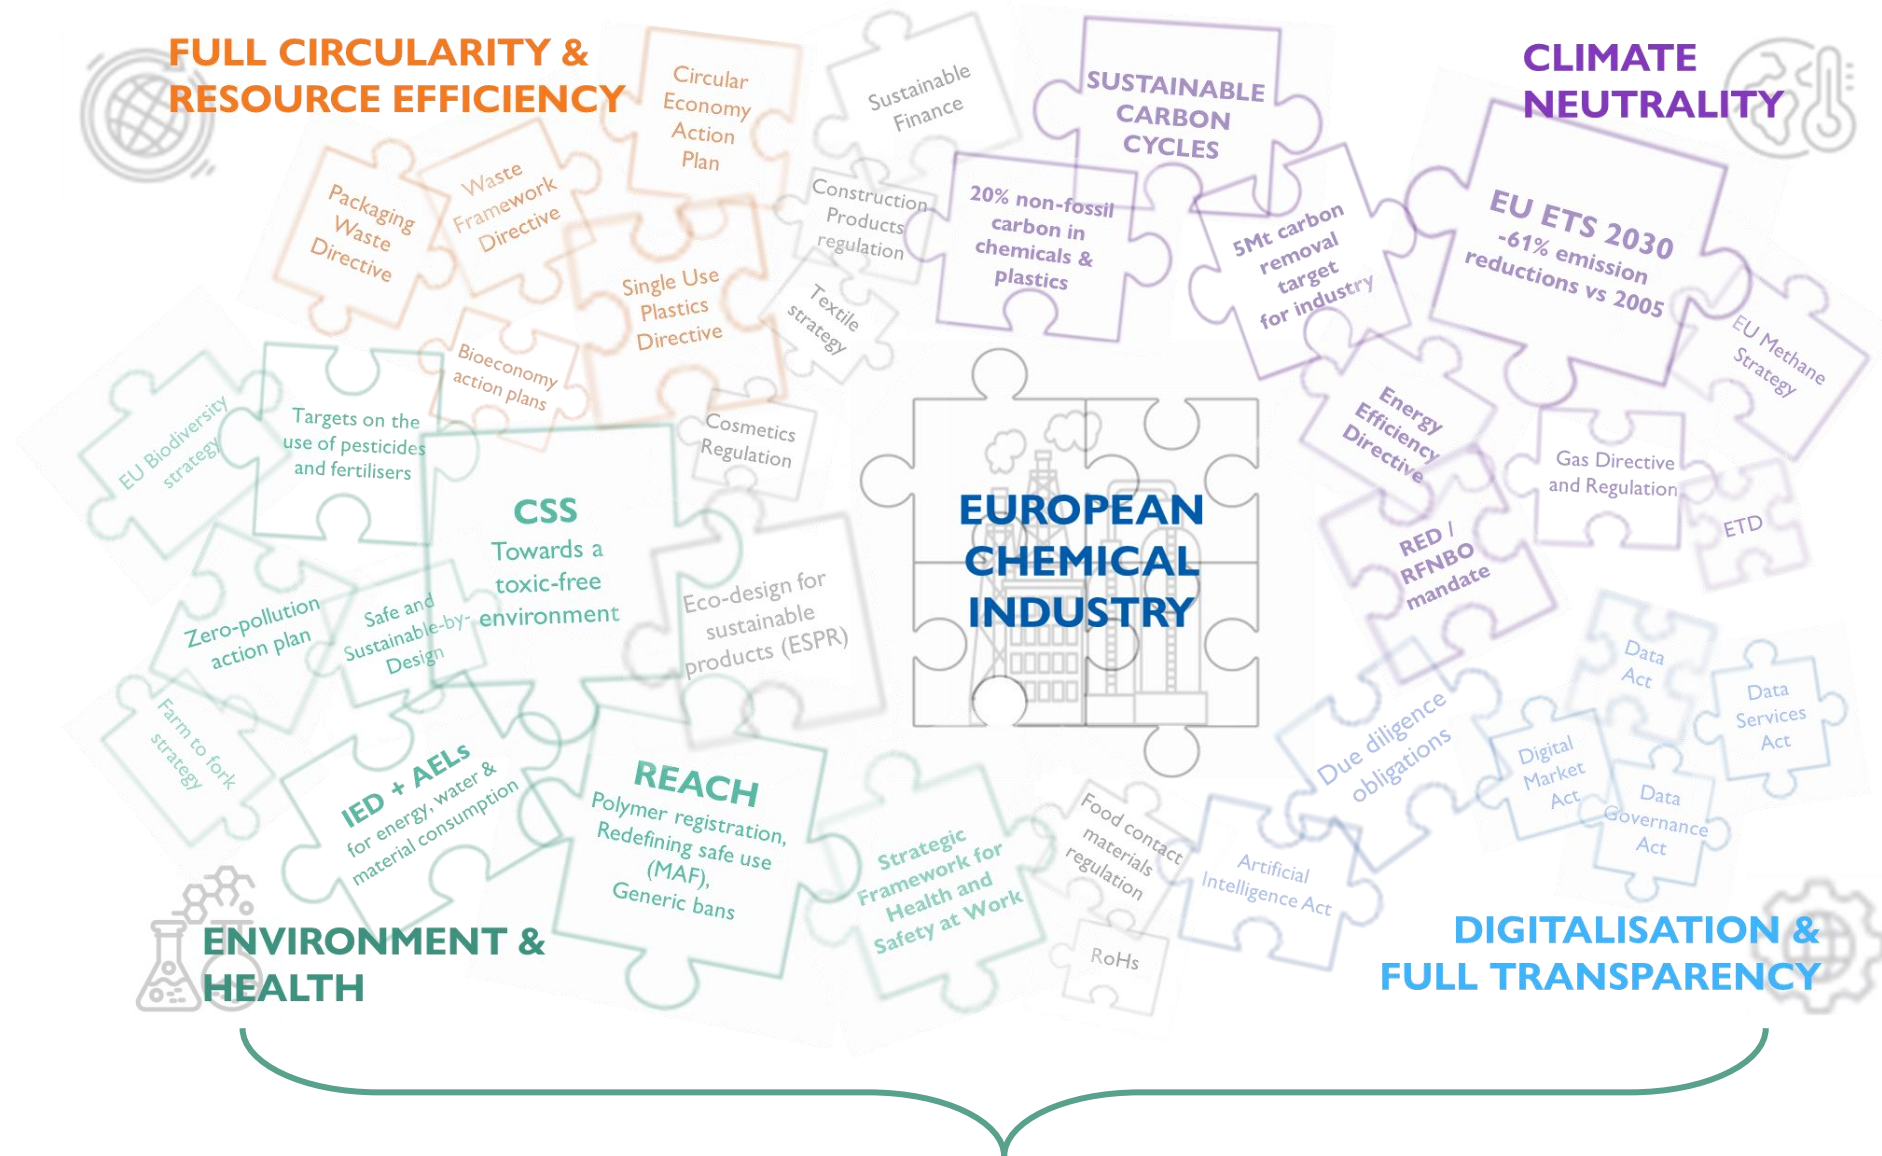 FULL CIRCULARITY &
RESOURCE EFFICIENCY
Circular
Economy
Action
Plan
Waste
Framework
Directive
Packaging
Waste
Directive
Single Use
Plastics
Directive
Bioeconomy
action plans
Sustainable
Finance
Construction
Products
regulation
Textile
strategy
Cosmetics
Regulation
SUSTAINABLE
CARBON
CYCLES
20% non-fossil
carbon in
chemicals &
plastics
5Mt carbon
removal
target
for industry
CLIMATE
NEUTRALITY
EU ETS 2030
-61% emission
reductions vs 2005
EU Methane
Strategy
Energy
Efficiency
Directive
Gas Directive
and Regulation
ETD
RED /
RFNBO
mandate
EUROPEAN
CHEMICAL
INDUSTRY
EU Biodiversity
strategy
Targets on the
use of pesticides
and fertilisers
CSS
Towards a
toxic-free
environment
Eco-design for
sustainable
products (ESPR)
Zero-pollution
action plan
Safe and
Sustainable-by-
Design
Farm to fork
strategy
IED + AELs
for energy, water &
material consumption
REACH
Polymer registration,
Redefining safe use
(MAF),
Generic bans
Strategic
Framework for
Health and
Safety at Work
Food contact
materials
regulation
RoHs
ENVIRONMENT &
HEALTH
Due diligence
obligations
Artificial
Intelligence Act
Data
Act
Data
Services
Act
Digital
Market
Act
Data
Governance
Act
DIGITALISATION &
FULL TRANSPARENCY